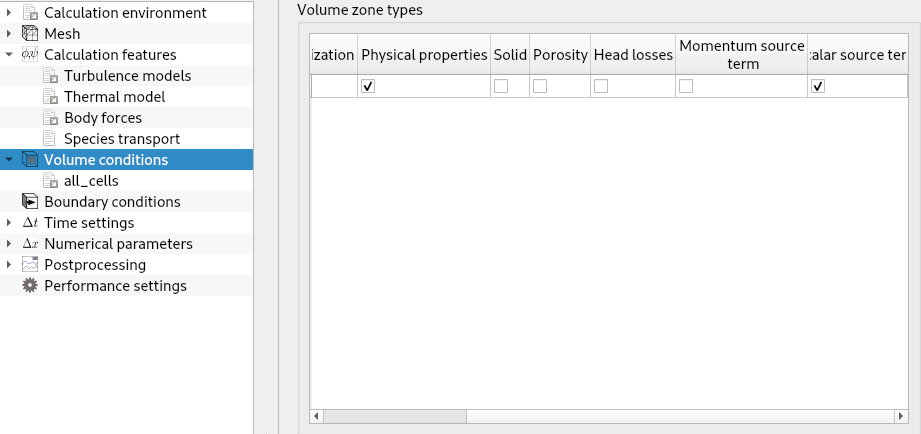 Calculation environment
Mesh
Calculation features
Turbulence models
Thermal model
Body forces
Species transport
Volume conditions
all_cells
Boundary conditions
Δt Time settings
Δx Numerical parameters
Postprocessing
Performance settings
Volume zone types
ization Physical properties Solid Porosity Head losses Momentum source
term
alar source ter